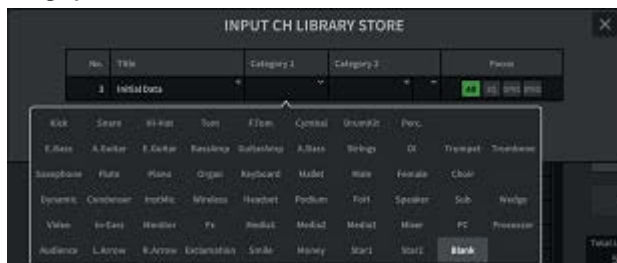 INPUT CH LIBRARY STORE
No. Title Category 1 Category 2 Focus
3 Initial Data All EQ DYN1 DYN2
Kick Snare Hi-Hat Tom F.Tom Cymbal DrumKit Perc.
E.Bass A.Guitar E.Guitar BassAmp GuitarAmp A.Bass Strings DI Trumpet Trombone
Saxophone Flute Piano Organ Keyboard Mallet Male Female Choir
Dynamic Condenser InstMic Wireless Headset Podium Speaker Sub Wedge
Video In-Ears Monitor Fx Media1 Media2 Media3 Mixer PC Processor
Audience L.Arrow R.Arrow Exclamation Smile Money Star1 Star2 Blank